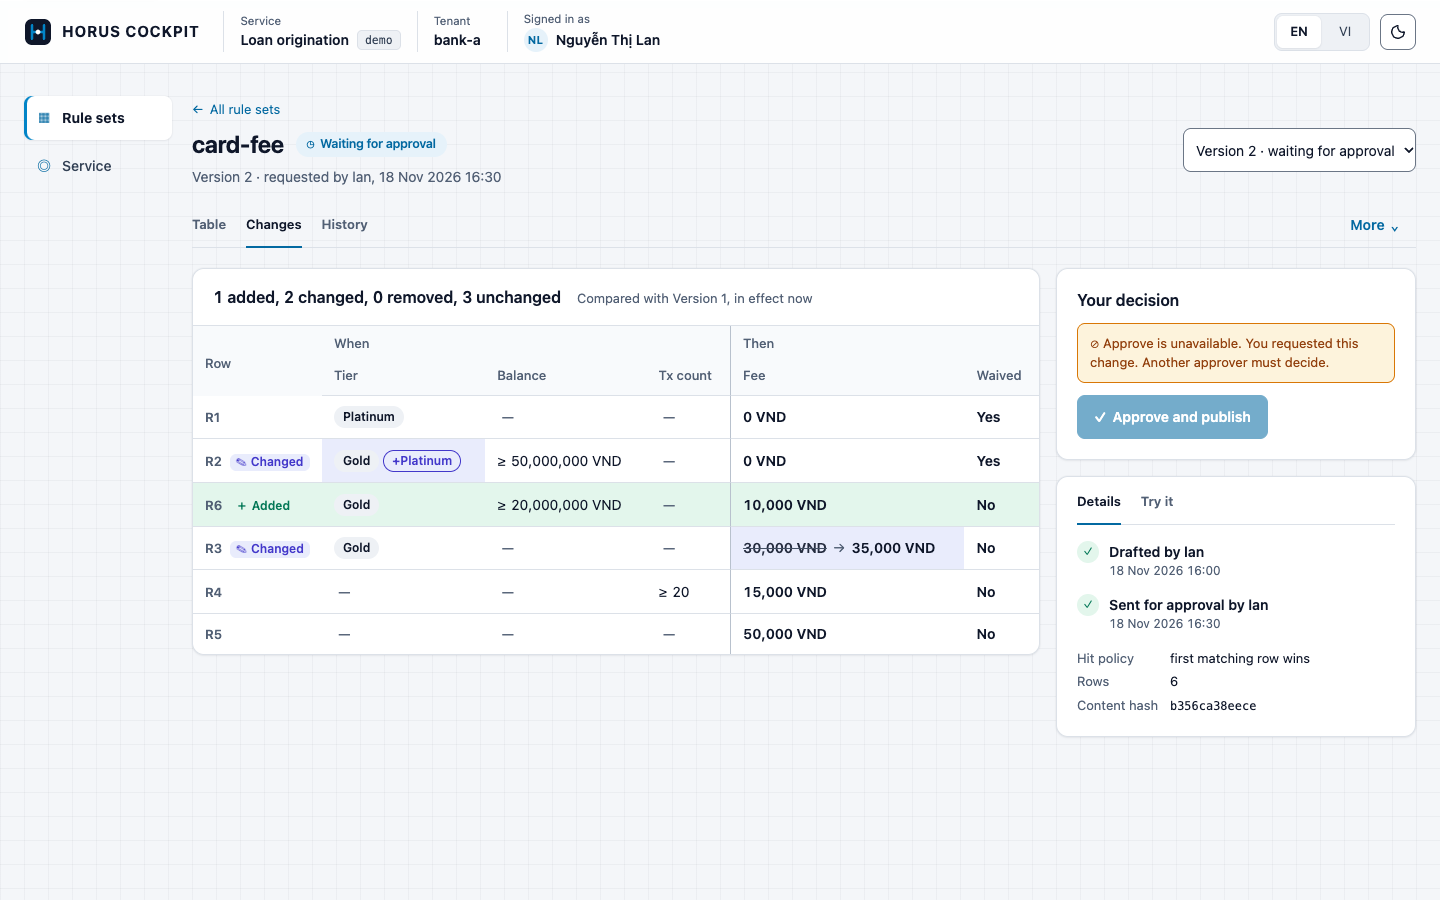 HORUS COCKPIT
Service
Loan origination demo
Tenant
bank-a
Signed in as
NL Nguyễn Thị Lan
EN VI
Rule sets
Service
← All rule sets
card-fee Waiting for approval
Version 2 · requested by lan, 18 Nov 2026 16:30
Version 2 · waiting for approval
Table Changes History
More
1 added, 2 changed, 0 removed, 3 unchanged Compared with Version 1, in effect now
When Then
Row Tier Balance Tx count Fee Waived
R1 Platinum — — 0 VND Yes
R2 ✎ Changed Gold +Platinum ≥ 50,000,000 VND — 0 VND Yes
R6 + Added Gold ≥ 20,000,000 VND — 10,000 VND No
R3 ✎ Changed Gold — — 30,000 VND → 35,000 VND No
R4 — — ≥ 20 15,000 VND No
R5 — — — 50,000 VND No
Your decision
⊘ Approve is unavailable. You requested this
change. Another approver must decide.
✓ Approve and publish
Details Try it
✓ Drafted by lan
18 Nov 2026 16:00
✓ Sent for approval by lan
18 Nov 2026 16:30
Hit policy first matching row wins
Rows 6
Content hash b356ca38eece